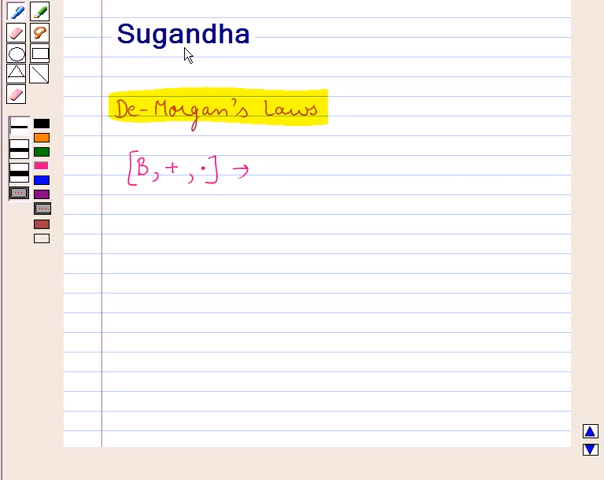 Sugandha
De-Morgan's Laws
[B, +, ·] →